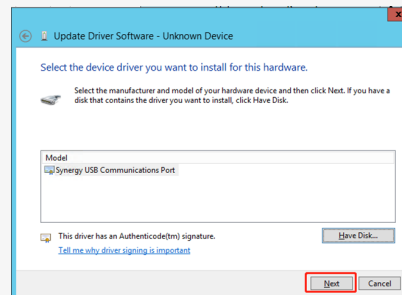 x
Update Driver Software - Unknown Device
Select the device driver you want to install for this hardware.
Select the manufacturer and model of your hardware device and then click Next. If you have a
disk that contains the driver you want to install, click Have Disk.
Model
Synergy USB Communications Port
This driver has an Authenticode(tm) signature.
Have Disk...
Tell me why driver signing is important
Next
Cancel